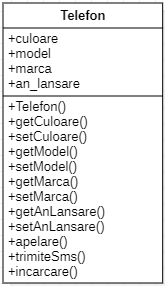 Telefon
+culoare
+model
+marca
+an_lansare
+Telefon()
+getCuloare()
+setCuloare()
+getModel()
+setModel()
+getMarca()
+setMarca()
+getAnLansare()
+setAnLansare()
+apelare()
+trimiteSms()
+incarcare()